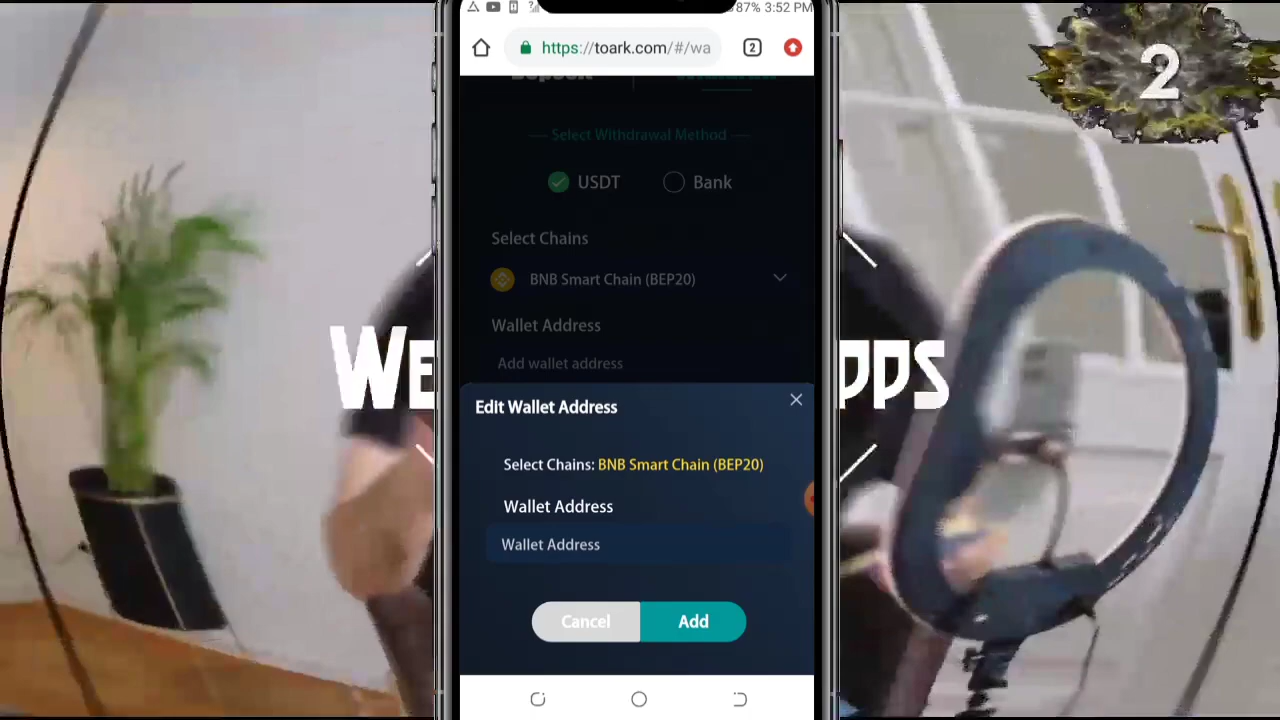 87% 3:52 PM
https://toark.com/#/wa
2
2
— Select Withdrawal Method —
USDT
Bank
Select Chains
BNB Smart Chain (BEP20)
Wallet Address
Add wallet address
We
pps
Edit Wallet Address
Select Chains: BNB Smart Chain (BEP20)
Wallet Address
Wallet Address
Cancel
Add